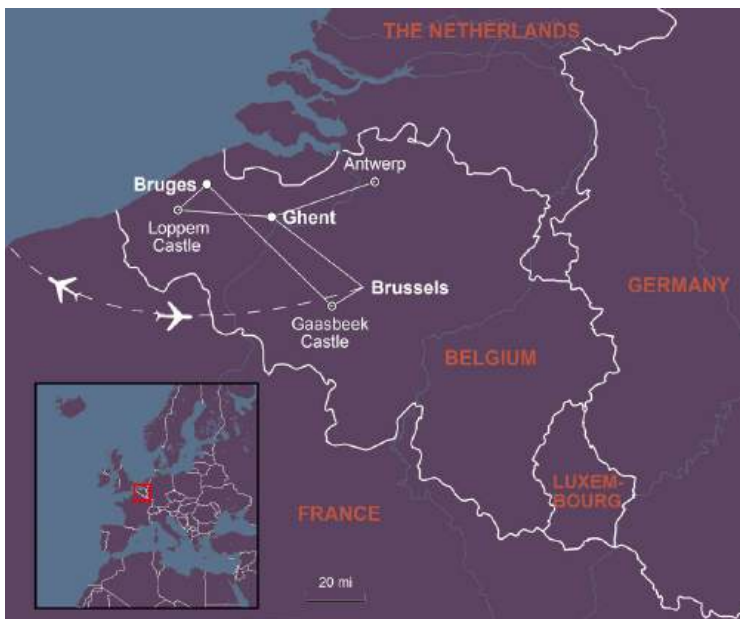 THE NETHERLANDS
Antwerp
Bruges
Ghent
Loppem
Castle
Brussels
GERMANY
Gaasbeek
Castle
BELGIUM
LUXEM-
BOURG
FRANCE
20 mi